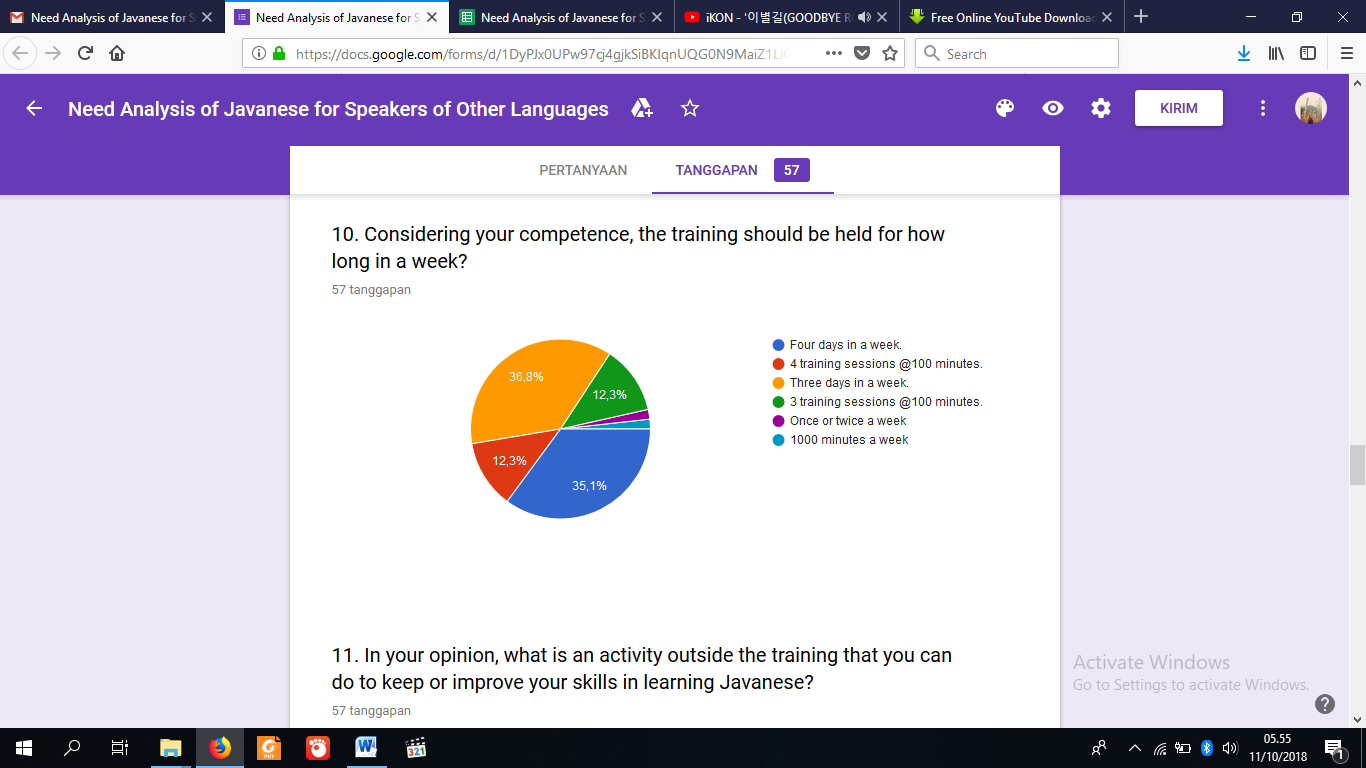 Need Analysis of Javanese for S
Need Analysis of Javanese for S
Need Analysis of Javanese for S
iKON - '이별길(GOODBYE R
Free Online YouTube Downloa
https://docs.google.com/forms/d/1DyPJx0UPw97cj4gjkSiBKIqnUQG0N9MaiZ1Li
Search
Need Analysis of Javanese for Speakers of Other Languages
KIRIM
PERTANYAAN
TANGGAPAN 57
10. Considering your competence, the training should be held for how
long in a week?
57 tanggapan
36,8%
12,3%
12,3%
35,1%
Four days in a week.
4 training sessions @100 minutes.
Three days in a week.
3 training sessions @100 minutes.
Once or twice a week
1000 minutes a week
11. In your opinion, what is an activity outside the training that you can
do to keep or improve your skills in learning Javanese?
57 tanggapan
Activate Windows
Go to Settings to activate Windows.
PDF
321
05.55
11/10/2018
1